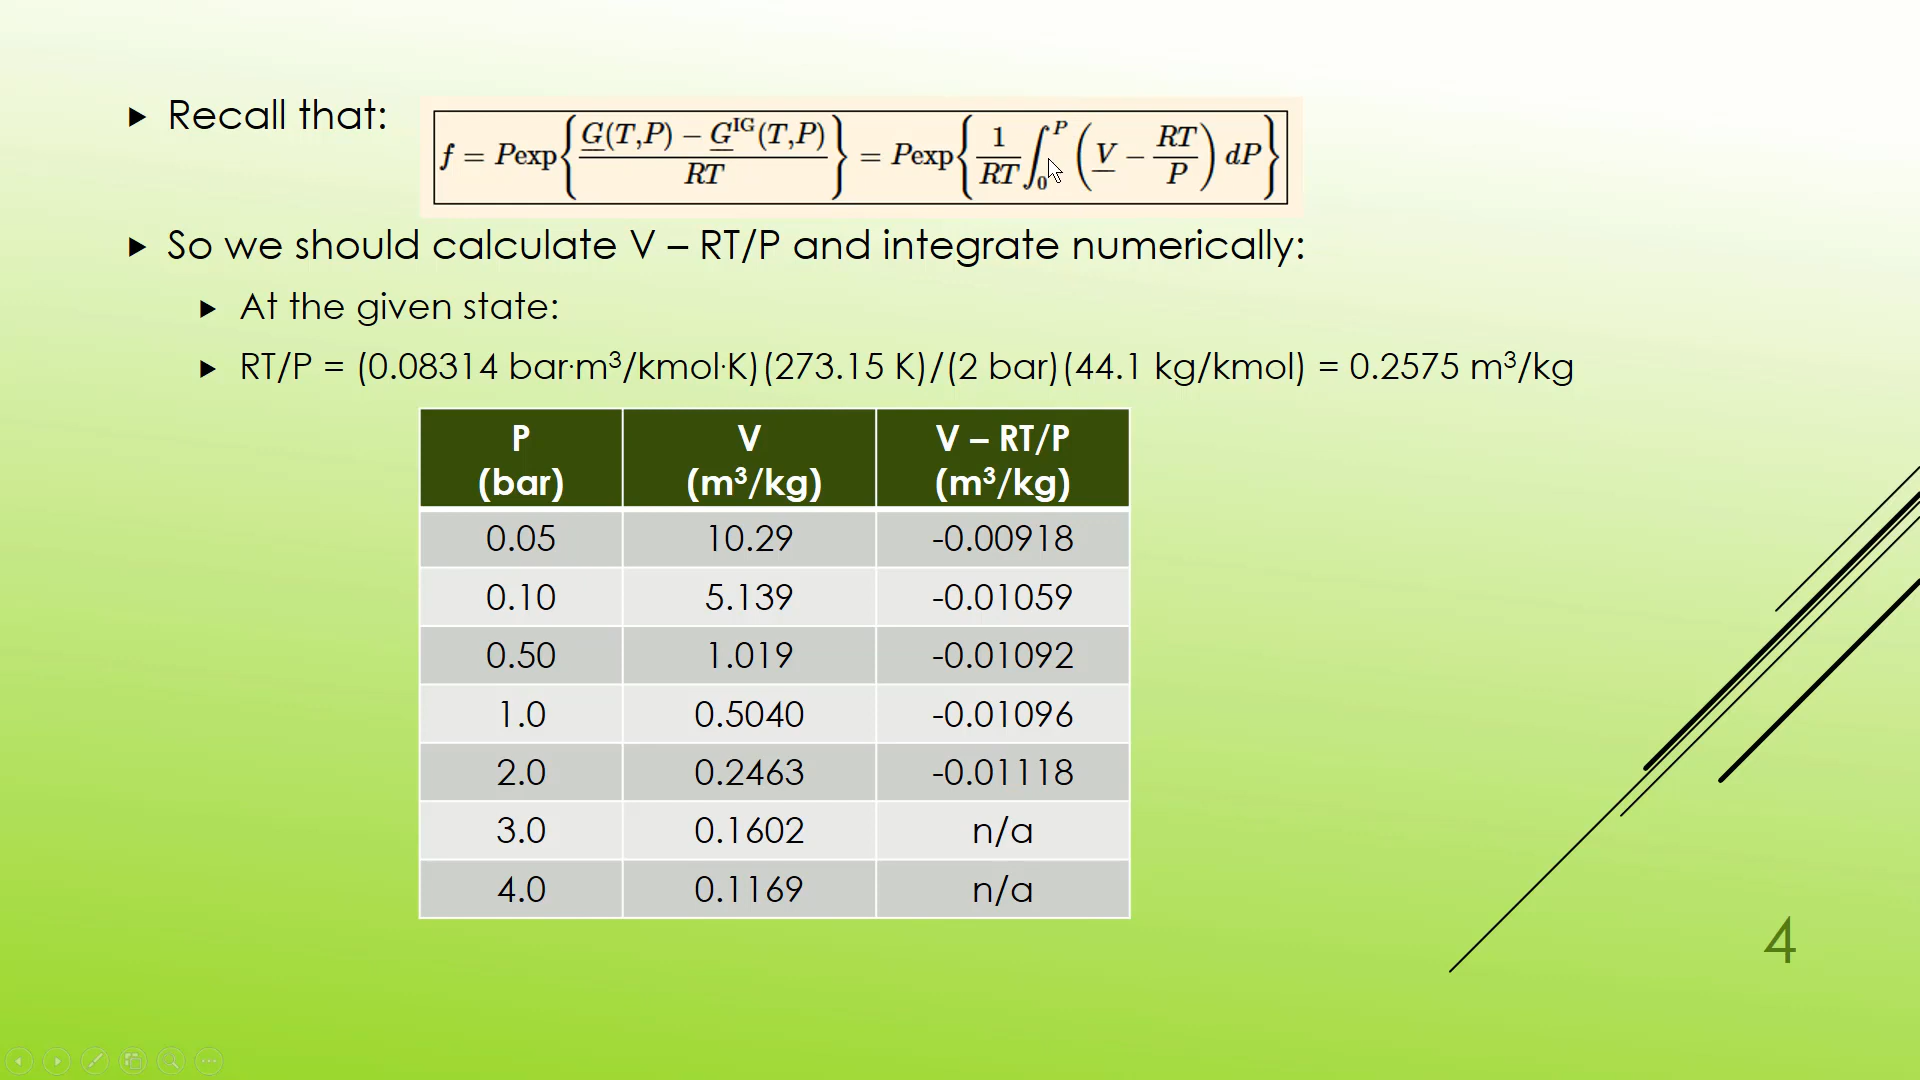 Recall that:
f = Pexp{G(T,P) − G^IG(T,P) / RT} = Pexp{1/RT ∫₀^P (V − RT/P) dP}
So we should calculate V – RT/P and integrate numerically:
At the given state:
RT/P = (0.08314 bar·m³/kmol·K)(273.15 K)/(2 bar)(44.1 kg/kmol) = 0.2575 m³/kg
P (bar) V (m³/kg) V – RT/P (m³/kg)
0.05 10.29 -0.00918
0.10 5.139 -0.01059
0.50 1.019 -0.01092
1.0 0.5040 -0.01096
2.0 0.2463 -0.01118
3.0 0.1602 n/a
4.0 0.1169 n/a
4